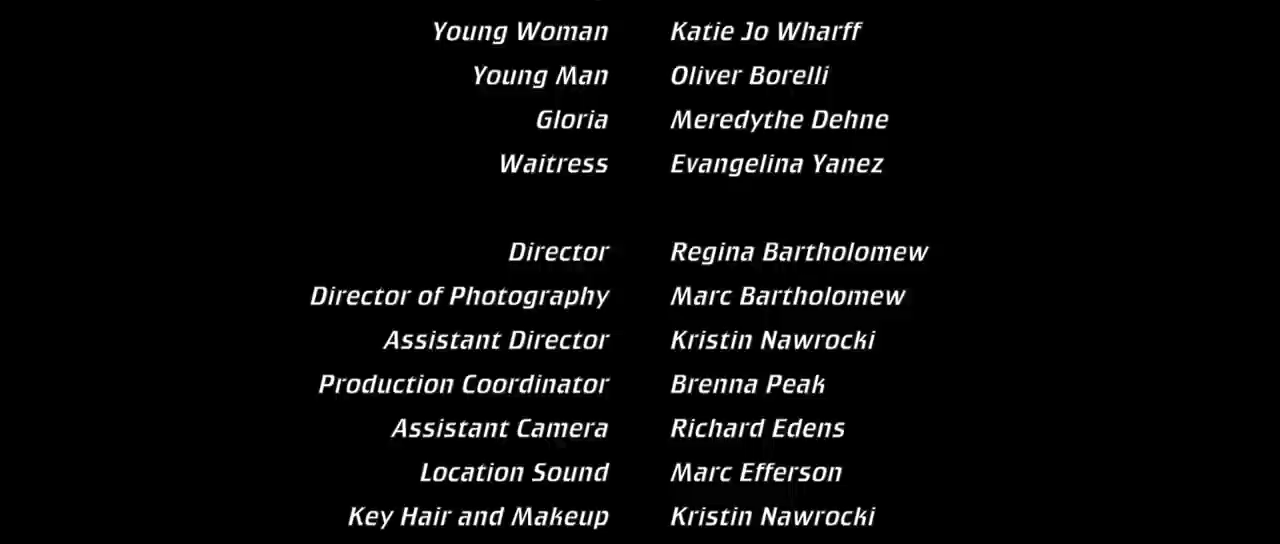 Young Woman Katie Jo Wharff
Young Man Oliver Borelli
Gloria Meredythe Dehne
Waitress Evangelina Yanez
Director Regina Bartholomew
Director of Photography Marc Bartholomew
Assistant Director Kristin Nawrocki
Production Coordinator Brenna Peak
Assistant Camera Richard Edens
Location Sound Marc Efferson
Key Hair and Makeup Kristin Nawrocki